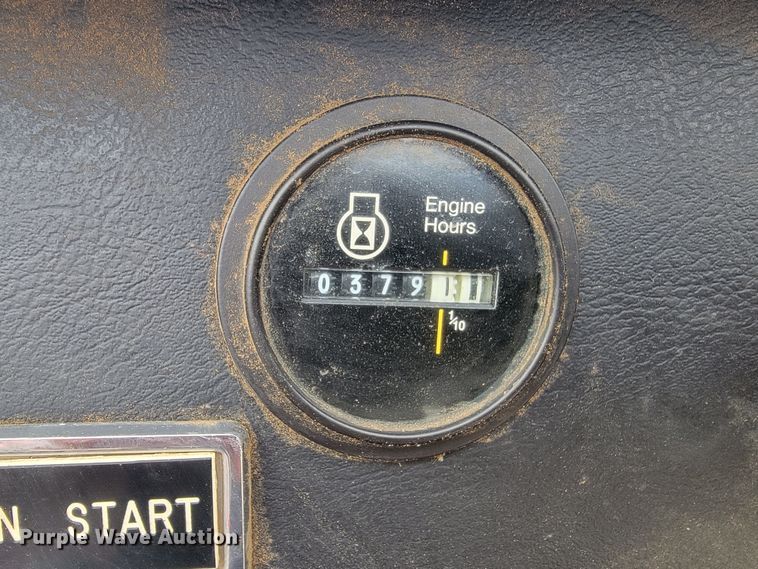 Engine
Hours
0379
1/10
N START
Purple Wave Auction